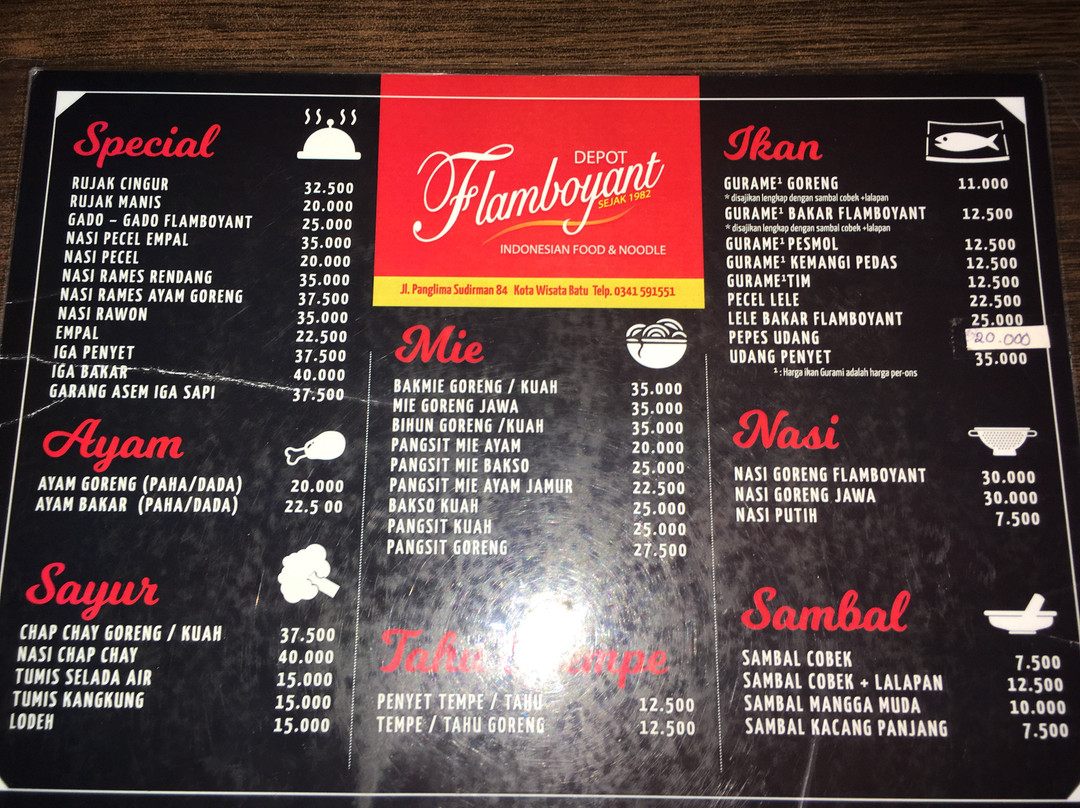 DEPOT
Flamboyant
SEJAK 1982
INDONESIAN FOOD & NOODLE
Jl. Panglima Sudirman 84 Kota Wisata Batu Telp. 0341 591551
Special
RUJAK CINGUR 32.500
RUJAK MANIS 20.000
GADO – GADO FLAMBOYANT 25.000
NASI PECEL EMPAL 35.000
NASI PECEL 20.000
NASI RAMES RENDANG 35.000
NASI RAMES AYAM GORENG 37.500
NASI RAWON 35.000
EMPAL 22.500
IGA PENYET 37.500
IGA BAKAR 40.000
GARANG ASEM IGA SAPI 37.500
Ayam
AYAM GORENG (PAHA/DADA) 20.000
AYAM BAKAR (PAHA/DADA) 22.5 00
Sayur
CHAP CHAY GORENG / KUAH 37.500
NASI CHAP CHAY 40.000
TUMIS SELADA AIR 15.000
TUMIS KANGKUNG 15.000
LODEH 15.000
Mie
BAKMIE GORENG / KUAH 35.000
MIE GORENG JAWA 35.000
BIHUN GORENG /KUAH 35.000
PANGSIT MIE AYAM 20.000
PANGSIT MIE BAKSO 25.000
PANGSIT MIE AYAM JAMUR 22.500
BAKSO KUAH 25.000
PANGSIT KUAH 25.000
PANGSIT GORENG 27.500
Tahu Tempe
PENYET TEMPE / TAHU 12.500
TEMPE / TAHU GORENG 12.500
Ikan
GURAME¹ GORENG 11.000
* disajikan lengkap dengan sambal cobek +lalapan
GURAME¹ BAKAR FLAMBOYANT 12.500
* disajikan lengkap dengan sambal cobek +lalapan
GURAME¹ PESMOL 12.500
GURAME¹ KEMANGI PEDAS 12.500
GURAME¹TIM 12.500
PECEL LELE 22.500
LELE BAKAR FLAMBOYANT 25.000
PEPES UDANG 20.000
UDANG PENYET 35.000
¹ : Harga ikan Gurami adalah harga per-ons
Nasi
NASI GORENG FLAMBOYANT 30.000
NASI GORENG JAWA 30.000
NASI PUTIH 7.500
Sambal
SAMBAL COBEK 7.500
SAMBAL COBEK + LALAPAN 12.500
SAMBAL MANGGA MUDA 10.000
SAMBAL KACANG PANJANG 7.500